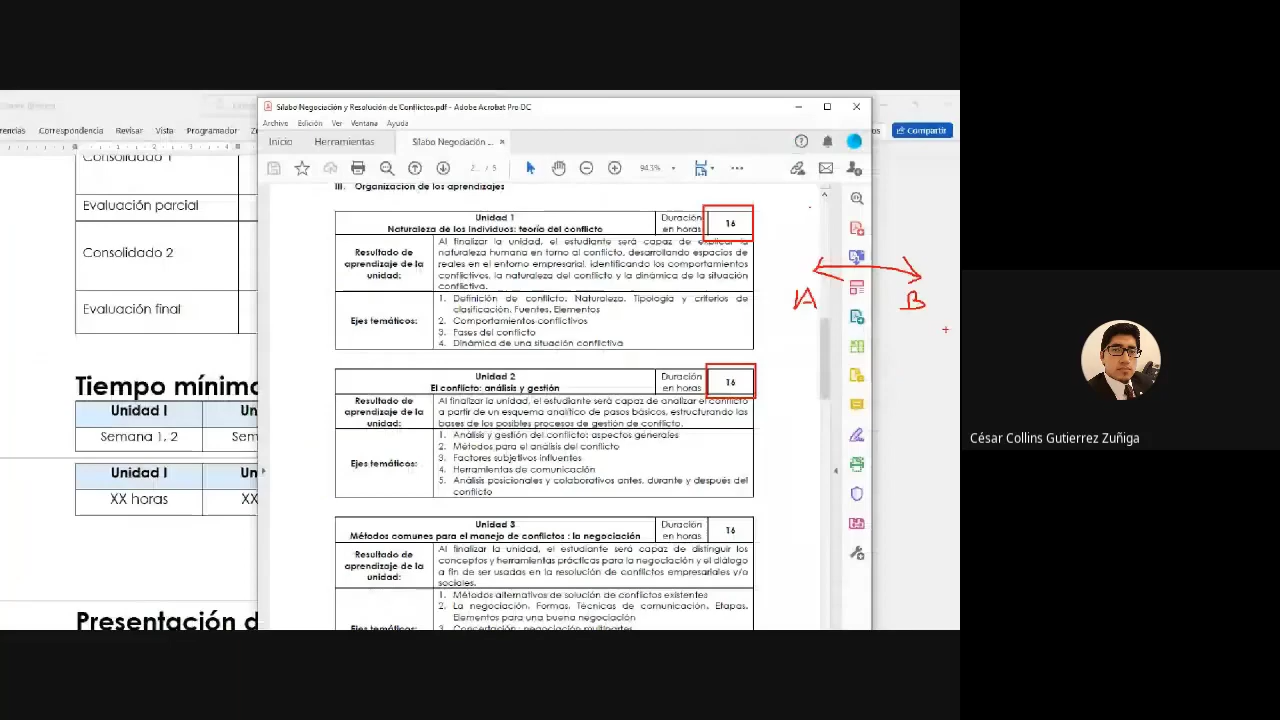 Sílabo Negociación y Resolución de Conflictos.pdf - Adobe Acrobat Pro DC
Archivo Edición Ver Ventana Ayuda
Correspondencia Revisar Vista Programador
Compartir
Inicio Herramientas Sílabo Negociación ... ×
2 / 5 94.3%
III. Organización de los aprendizajes
Unidad 1
Naturaleza de los individuos: teoría del conflicto
Duración
en horas
16
Resultado de
aprendizaje de la
unidad:
Al finalizar la unidad, el estudiante será capaz de explicar la
naturaleza humana en torno al conflicto, desarrollando espacios de
reales en el entorno empresarial, identificando los comportamientos
conflictivos, la naturaleza del conflicto y la dinámica de la situación
conflictiva.
Ejes temáticos:
1. Definición de conflicto. Naturaleza. Tipología y criterios de
clasificación. Fuentes. Elementos
2. Comportamientos conflictivos
3. Fases del conflicto
4. Dinámica de una situación conflictiva
Unidad 2
El conflicto: análisis y gestión
Duración
en horas
16
Resultado de
aprendizaje de la
unidad:
Al finalizar la unidad, el estudiante será capaz de analizar el conflicto
a partir de un esquema analítico de pasos básicos, estructurando las
bases de los posibles procesos de gestión de conflicto.
Ejes temáticos:
1. Análisis y gestión del conflicto: aspectos generales
2. Métodos para el análisis del conflicto
3. Factores subjetivos influentes
4. Herramientas de comunicación
5. Análisis posicionales y colaborativos antes, durante y después del
conflicto
Unidad 3
Métodos comunes para el manejo de conflictos : la negociación
Duración
en horas
16
Resultado de
aprendizaje de la
unidad:
Al finalizar la unidad, el estudiante será capaz de distinguir los
conceptos y herramientas prácticas para la negociación y el diálogo
a fin de ser usadas en la resolución de conflictos empresariales y/o
sociales.
Ejes temáticos:
1. Métodos alternativos de solución de conflictos existentes
2. La negociación. Formas. Técnicas de comunicación. Etapas.
Elementos para una buena negociación
3. Concertación : negociación multipartes
A B
Consolidado 1
Evaluación parcial
Consolidado 2
Evaluación final
Tiempo mínimo
Unidad I
Semana 1, 2
Unidad I
XX horas
Presentación d
César Collins Gutierrez Zuñiga